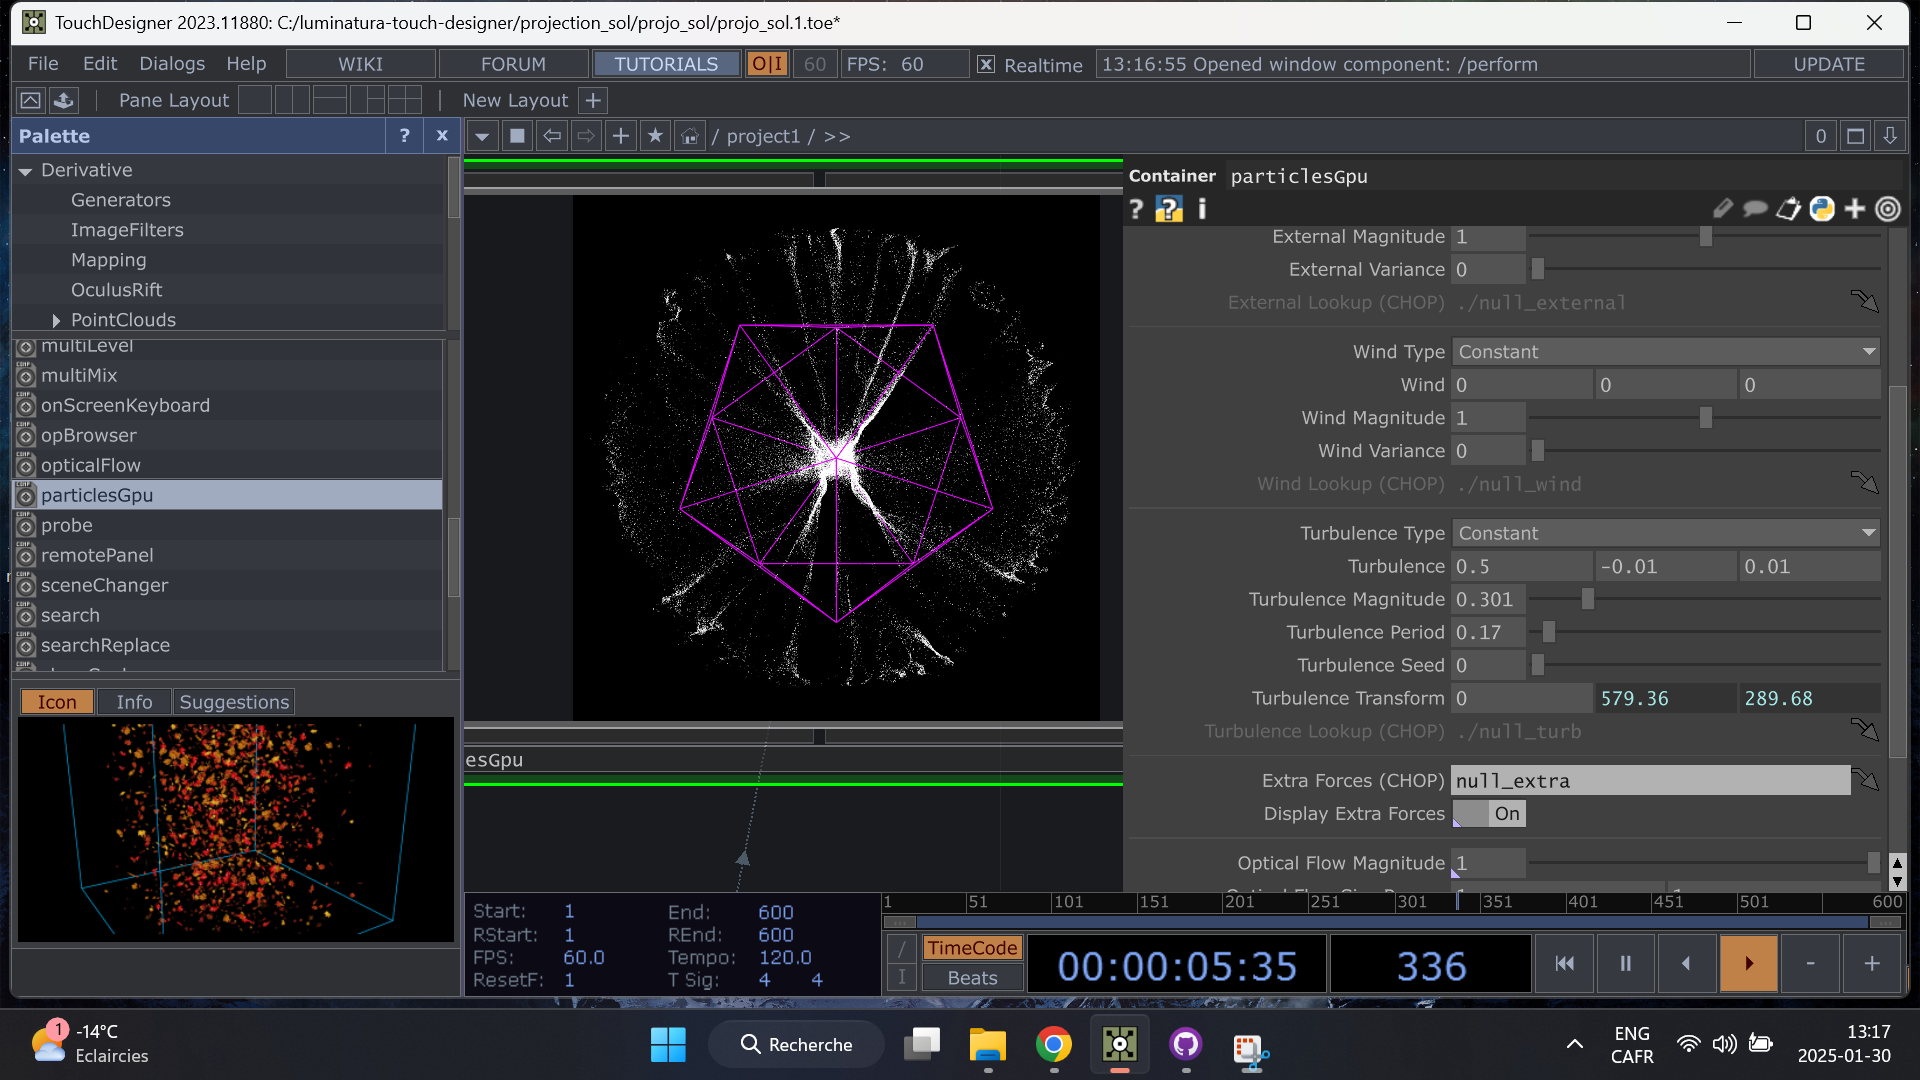 TouchDesigner 2023.11880: C:/luminatura-touch-designer/projection_sol/projo_sol/projo_sol.1.toe*
File Edit Dialogs Help WIKI FORUM TUTORIALS O|I 60 FPS: 60 Realtime 13:16:55 Opened window component: /perform UPDATE
Pane Layout New Layout +
Palette ? x
/ project1 / >> 0
Derivative
Generators
ImageFilters
Mapping
OculusRift
PointClouds
multiLevel
multiMix
onScreenKeyboard
opBrowser
opticalFlow
particlesGpu
probe
remotePanel
sceneChanger
search
searchReplace
Icon Info Suggestions
esGpu
Container particlesGpu
? ? i
External Magnitude 1
External Variance 0
External Lookup (CHOP) ./null_external
Wind Type Constant
Wind 0 0 0
Wind Magnitude 1
Wind Variance 0
Wind Lookup (CHOP) ./null_wind
Turbulence Type Constant
Turbulence 0.5 -0.01 0.01
Turbulence Magnitude 0.301
Turbulence Period 0.17
Turbulence Seed 0
Turbulence Transform 0 579.36 289.68
Turbulence Lookup (CHOP) ./null_turb
Extra Forces (CHOP) null_extra
Display Extra Forces On
Optical Flow Magnitude 1
Start: 1 End: 600
RStart: 1 REnd: 600
FPS: 60.0 Tempo: 120.0
ResetF: 1 T Sig: 4 4
1 51 101 151 201 251 301 351 401 451 501 600
/ TimeCode
I Beats
00:00:05:35 336 - +
1 -14°C
Eclaircies
Recherche
ENG
CAFR
13:17
2025-01-30